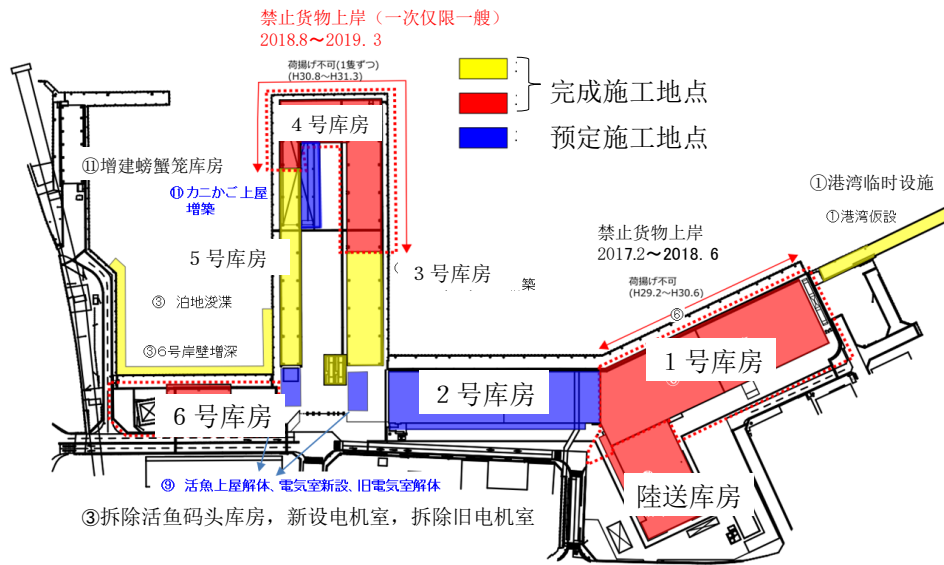 禁止货物上岸（一次仅限一艘）
2018.8～2019.3
荷揚げ不可(1隻ずつ)
(H30.8～H31.3)
完成施工地点
预定施工地点
4号库房
⑪增建螃蟹笼库房
⑪カニかご上屋
増築
①港湾临时设施
①港湾仮設
禁止货物上岸
2017.2～2018.6
荷揚げ不可
(H29.2～H30.6)
⑥
5号库房
3号库房
築
③ 泊地浚渫
③6号岸壁増深
1号库房
2号库房
6号库房
陸送库房
⑨ 活魚上屋解体、電気室新設、旧電気室解体
③拆除活鱼码头库房，新设电机室，拆除旧电机室